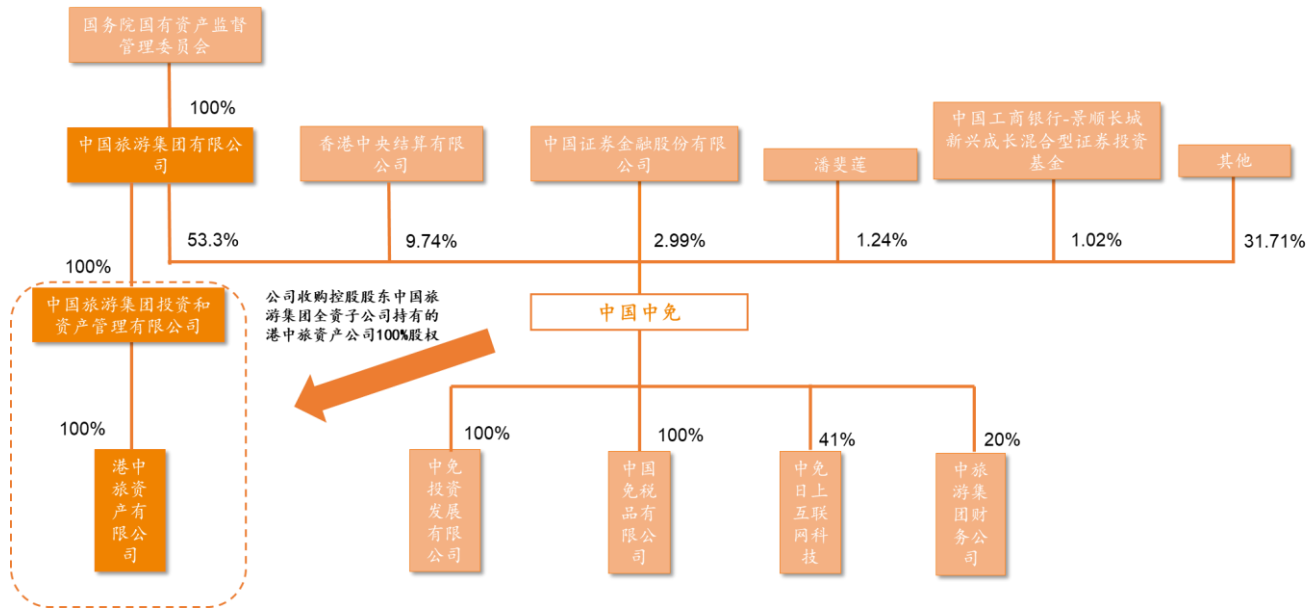 国务院国有资产监督
管理委员会
100%
中国旅游集团有限公
司
香港中央结算有限
公司
中国证券金融股份有限
公司
潘斐莲
中国工商银行-景顺长城
新兴成长混合型证券投资
基金
其他
53.3%
9.74%
2.99%
1.24%
1.02%
31.71%
100%
中国旅游集团投资和
资产管理有限公司
公司收购控股股东中国旅
游集团全资子公司持有的
港中旅资产公司100%股权
中国中免
100%
100%
100%
41%
20%
港中
旅资
产有
限公
司
中免
投资
发展
有限
公司
中国
免税
品有
限公
司
中免
日上
互联
网科
技
中旅
游集
团财
务公
司